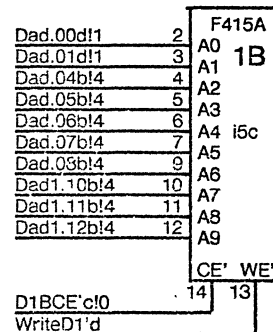 F415A
Dad.00d!1 2 A0 1B
Dad.01d!1 3 A1
Dad.04b!4 4 A2
Dad.05b!4 5 A3
Dad.06b!4 6 A4 i5c
Dad.07b!4 7 A5
Dad.03b!4 9 A6
Dad1.10b!4 10 A7
Dad1.11b!4 11 A8
Dad1.12b!4 12 A9
CE' WE'
D1BCE'c!0 14 13
WriteD1'd